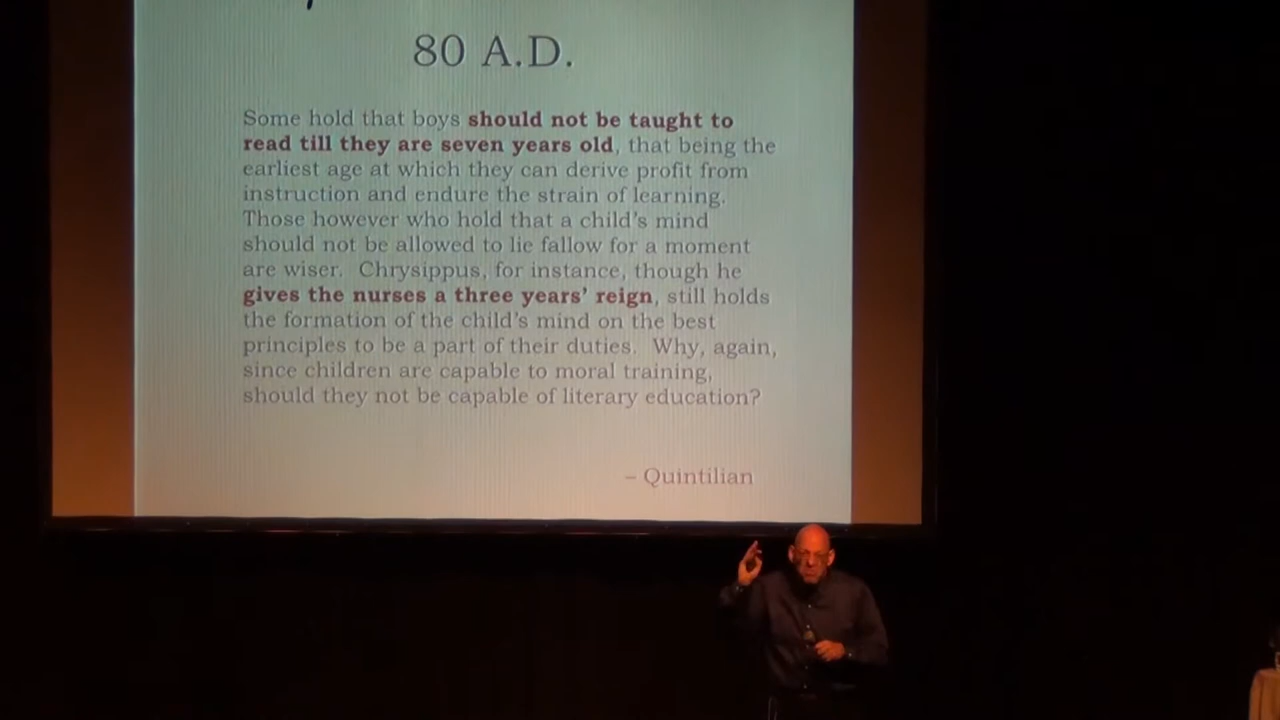 80 A.D.
Some hold that boys should not be taught to
read till they are seven years old, that being the
earliest age at which they can derive profit from
instruction and endure the strain of learning.
Those however who hold that a child’s mind
should not be allowed to lie fallow for a moment
are wiser.  Chrysippus, for instance, though he
gives the nurses a three years’ reign, still holds
the formation of the child’s mind on the best
principles to be a part of their duties.  Why, again,
since children are capable to moral training,
should they not be capable of literary education?
– Quintilian